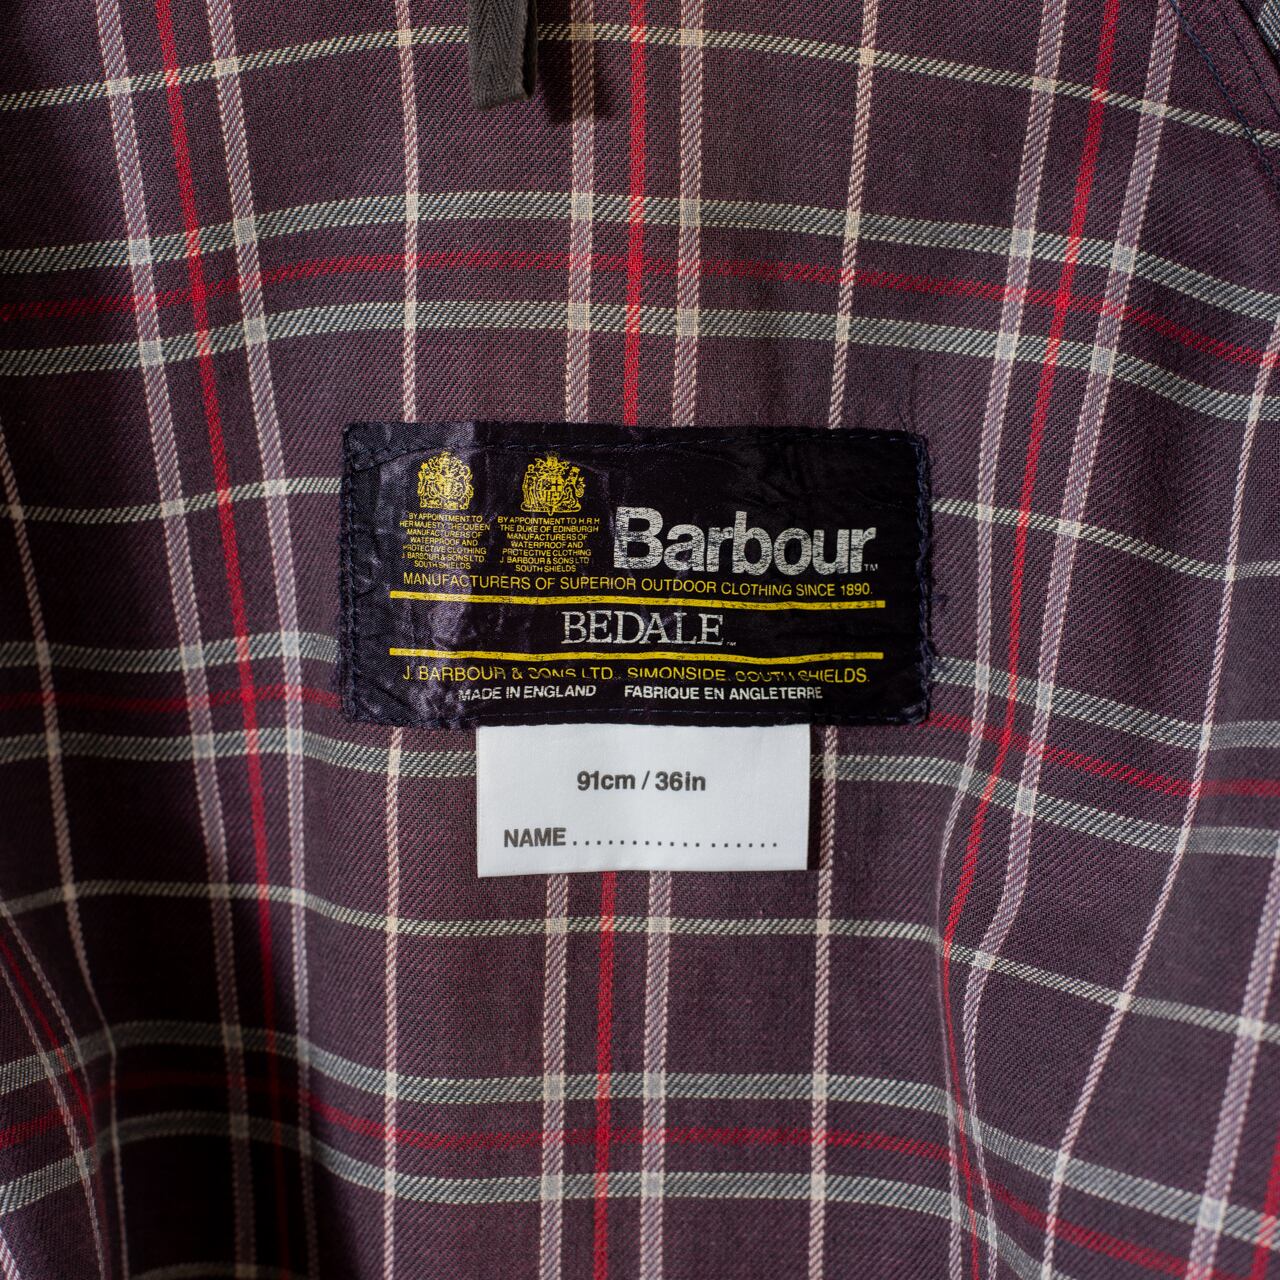 BY APPOINTMENT TO
HER MAJESTY THE QUEEN
MANUFACTURERS OF
WATERPROOF AND
PROTECTIVE CLOTHING
J. BARBOUR & SONS LTD
SOUTH SHIELDS
BY APPOINTMENT TO H.R.H.
THE DUKE OF EDINBURGH
MANUFACTURERS OF
WATERPROOF AND
PROTECTIVE CLOTHING
J. BARBOUR & SONS LTD
SOUTH SHIELDS
Barbour™
MANUFACTURERS OF SUPERIOR OUTDOOR CLOTHING SINCE 1890.
BEDALE™
J. BARBOUR & SONS LTD., SIMONSIDE, SOUTH SHIELDS.
MADE IN ENGLAND FABRIQUE EN ANGLETERRE
91cm / 36in
NAME . . . . . . . . . . . . . . . . .